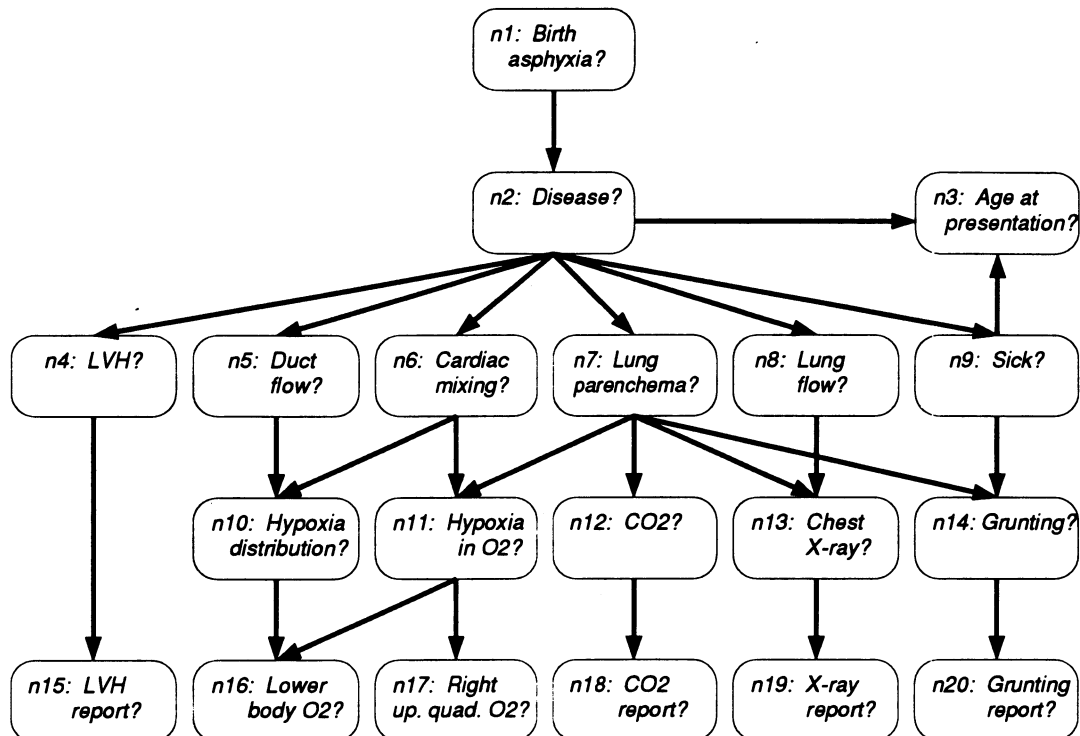 n1: Birth
asphyxia?
n2: Disease?
n3: Age at
presentation?
n4: LVH?
n5: Duct
flow?
n6: Cardiac
mixing?
n7: Lung
parenchema?
n8: Lung
flow?
n9: Sick?
n10: Hypoxia
distribution?
n11: Hypoxia
in O2?
n12: CO2?
n13: Chest
X-ray?
n14: Grunting?
n15: LVH
report?
n16: Lower
body O2?
n17: Right
up. quad. O2?
n18: CO2
report?
n19: X-ray
report?
n20: Grunting
report?